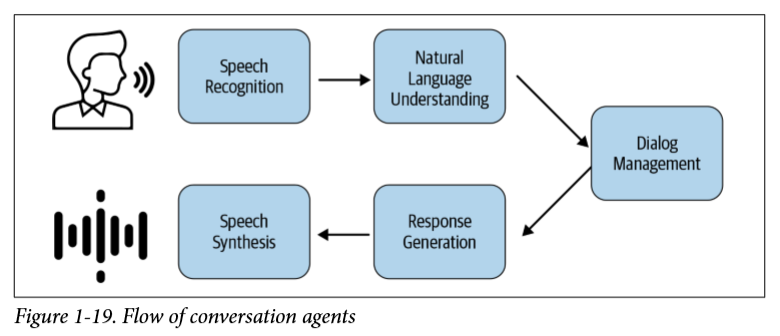 Speech
Recognition
Natural
Language
Understanding
Dialog
Management
Speech
Synthesis
Response
Generation
Figure 1-19. Flow of conversation agents